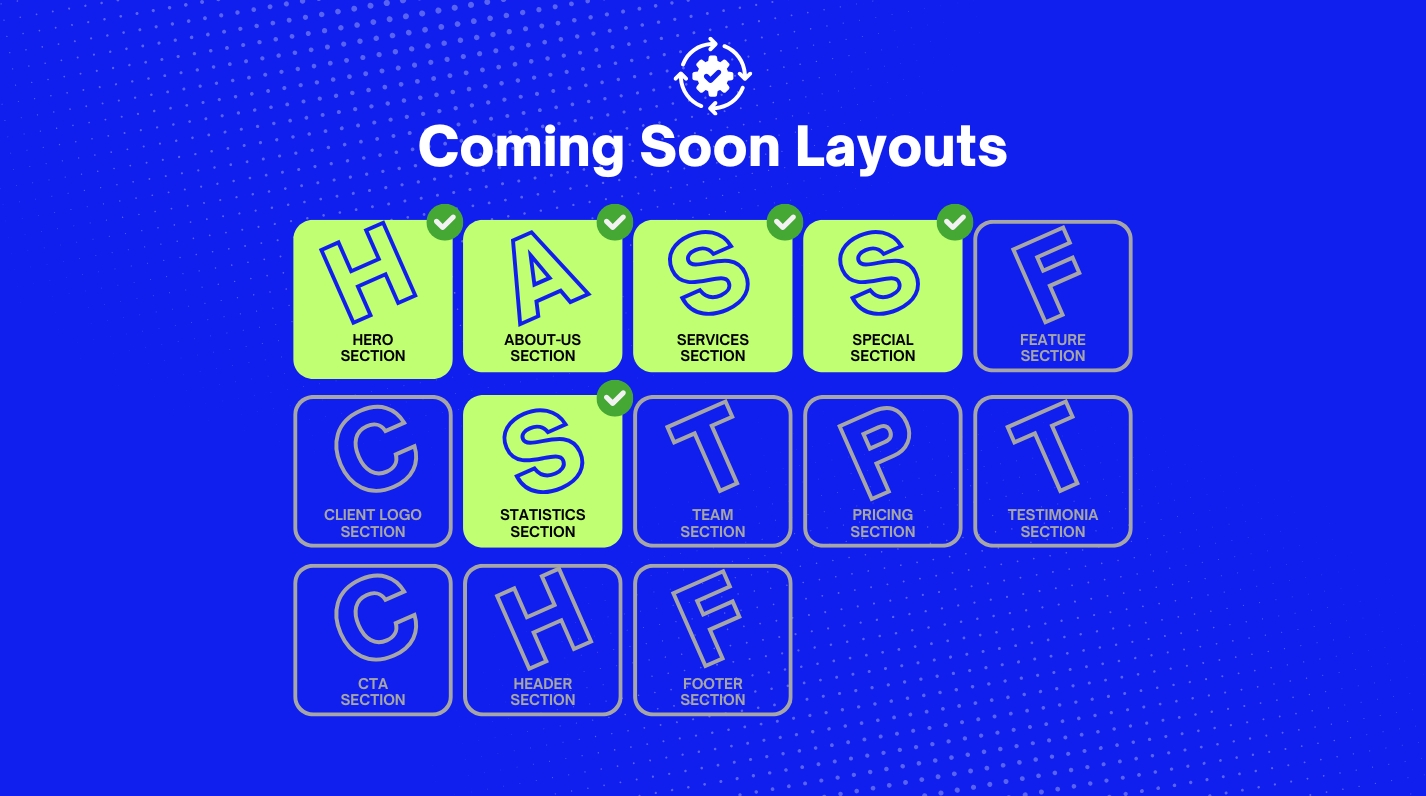 Coming Soon Layouts
H
HERO
SECTION
A
ABOUT-US
SECTION
S
SERVICES
SECTION
S
SPECIAL
SECTION
F
FEATURE
SECTION
C
CLIENT LOGO
SECTION
S
STATISTICS
SECTION
T
TEAM
SECTION
P
PRICING
SECTION
T
TESTIMONIA
SECTION
C
CTA
SECTION
H
HEADER
SECTION
F
FOOTER
SECTION